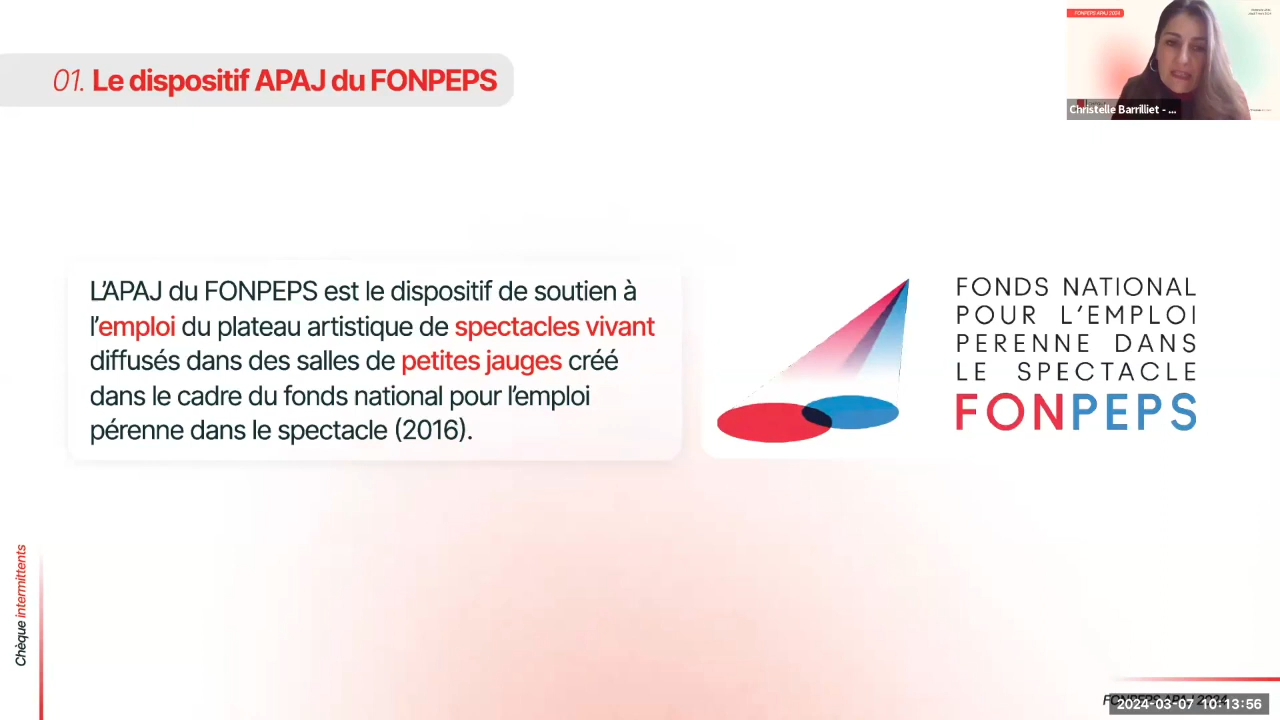 01. Le dispositif APAJ du FONPEPS
FONPEPS APAJ 2024
Christelle Barrilliet - ...
L'APAJ du FONPEPS est le dispositif de soutien à
l'emploi du plateau artistique de spectacles vivant
diffusés dans des salles de petites jauges créé
dans le cadre du fonds national pour l'emploi
pérenne dans le spectacle (2016).
FONDS NATIONAL
POUR L'EMPLOI
PERENNE DANS
LE SPECTACLE
FONPEPS
Chèque intermittents
FONPEPS APAJ 2024
2024-03-07 10:13:56